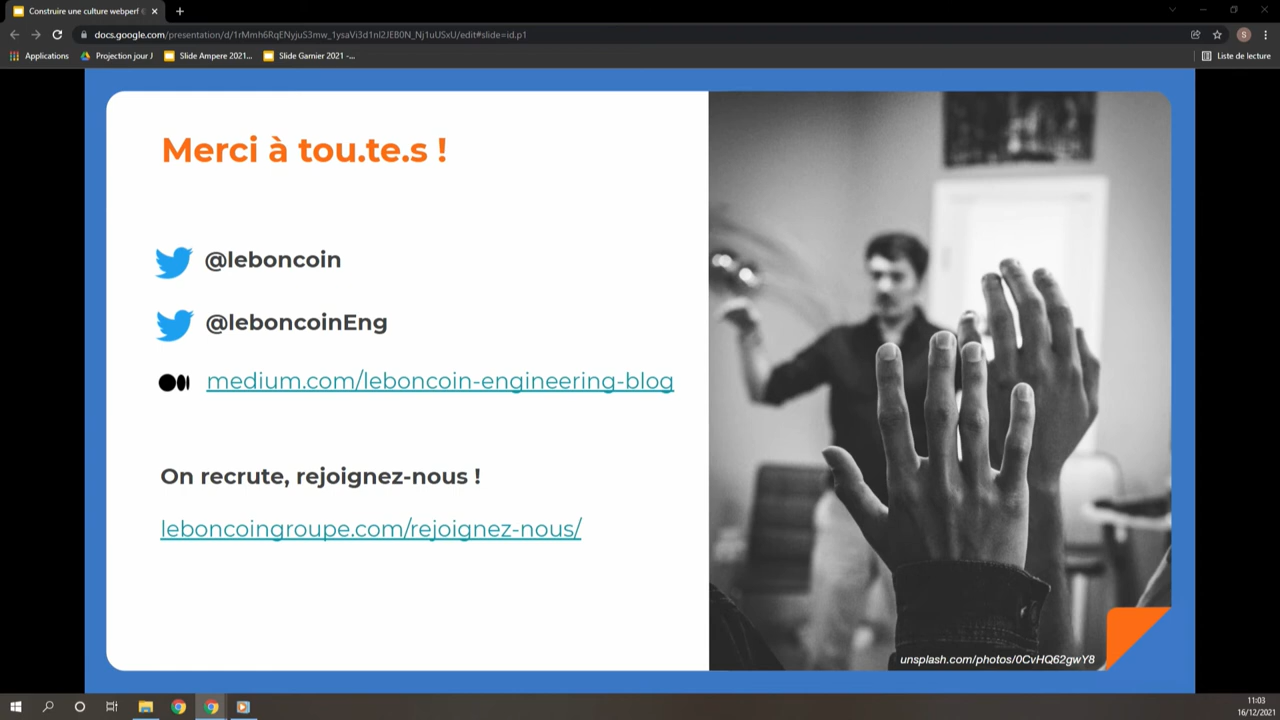 Construire une culture webperf
docs.google.com/presentation/d/1rMmh6RqENyjuS3mw_1ysaVi3d1nl2JEB0N_Nj1uUSxU/edit#slide=id.p1
S
Applications
Projection jour J
Slide Ampere 2021...
Slide Garnier 2021 -...
Liste de lecture
Merci à tou.te.s !
@leboncoin
@leboncoinEng
medium.com/leboncoin-engineering-blog
On recrute, rejoignez-nous !
leboncoingroupe.com/rejoignez-nous/
unsplash.com/photos/0CvHQ62gwY8
11:03
16/12/2021